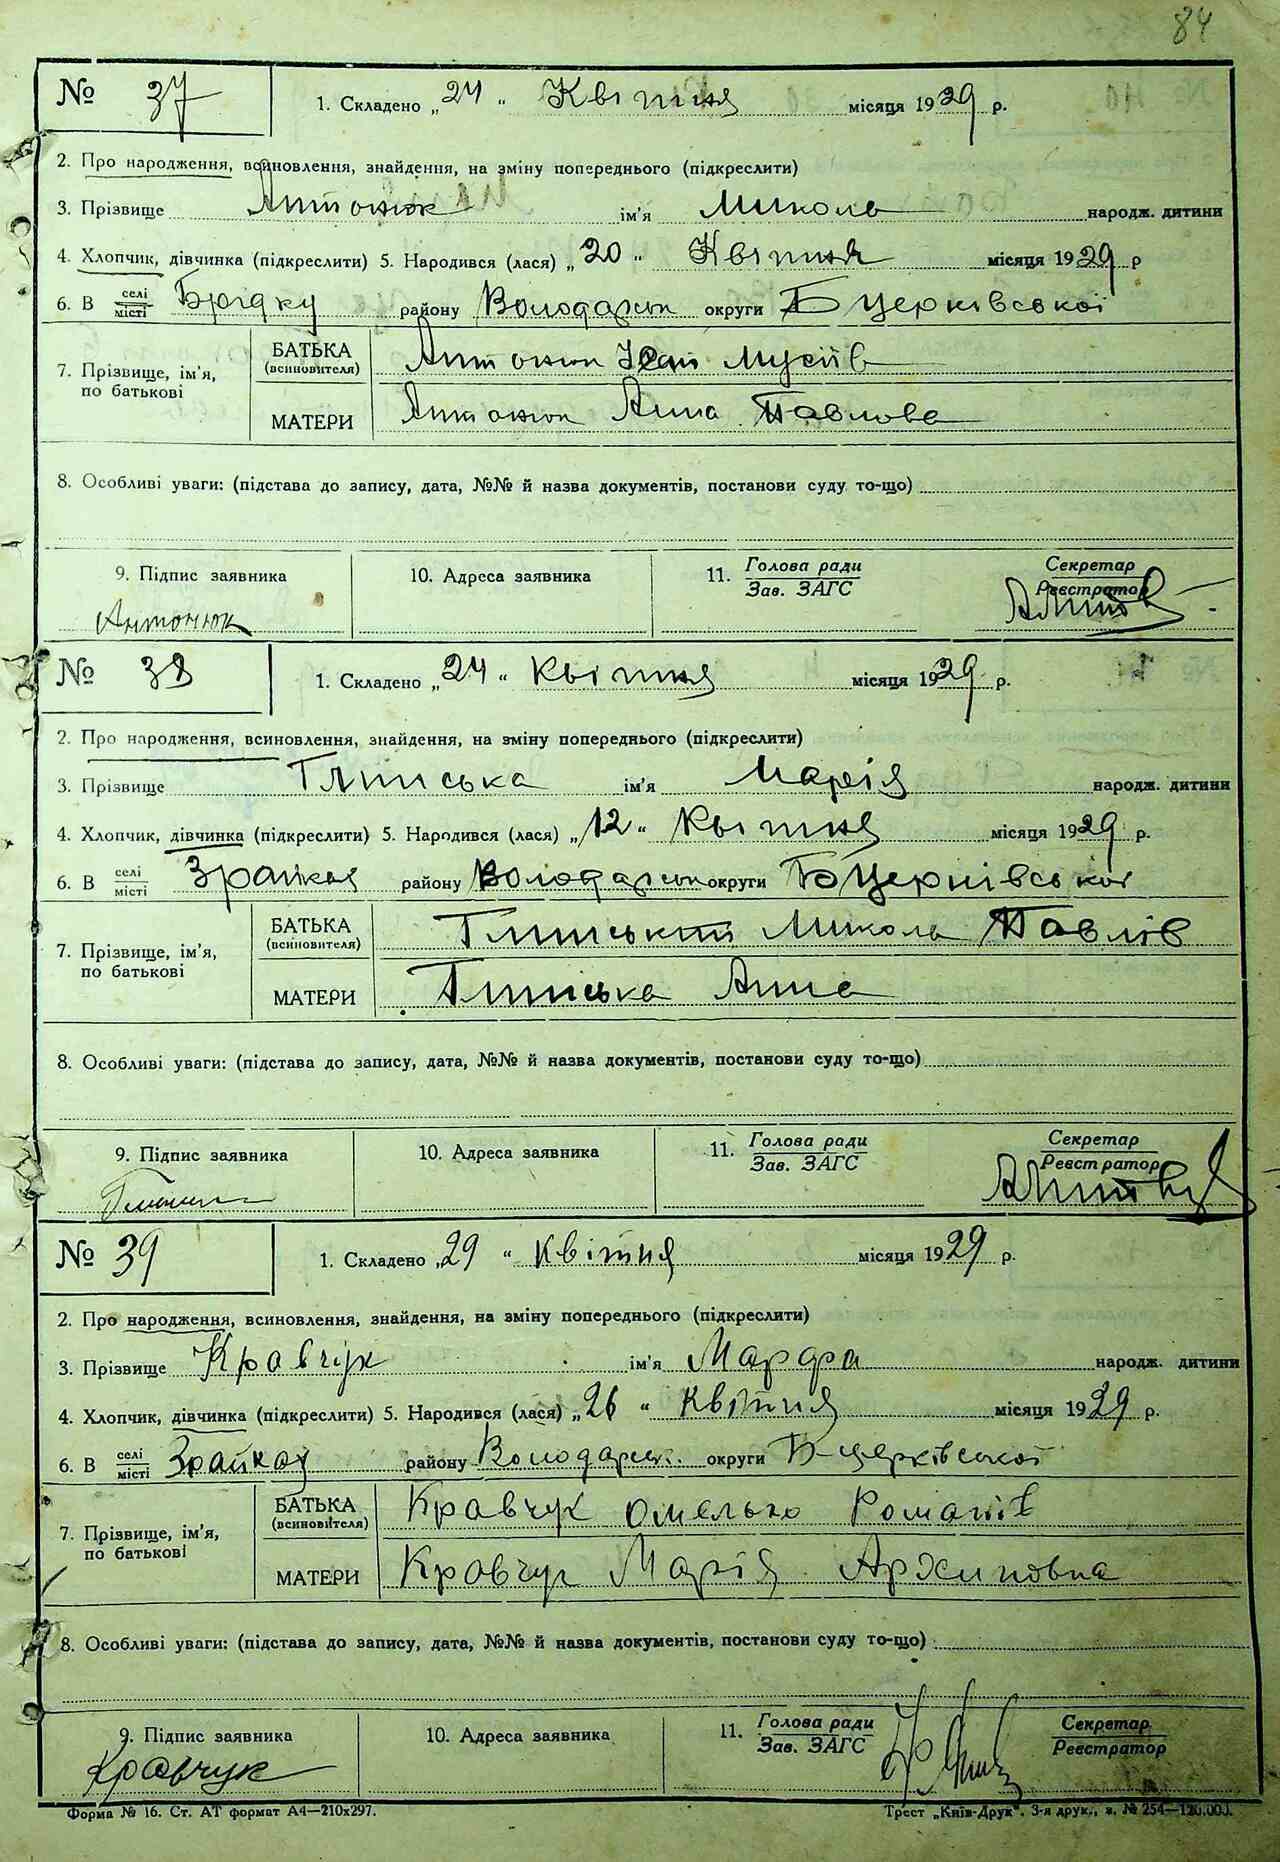 84
№ 37 1. Складено „24" Квітня місяця 1929 р.
2. Про народження, всиновлення, знайдення, на зміну попереднього (підкреслити)
3. Прізвище Антонюк ім'я Микола народж. дитини
4. Хлопчик, дівчинка (підкреслити) 5. Народився (лася) „20" Квітня місяця 1929 р
6. В селі/місті району Володарськ округи Б Церківської
7. Прізвище, ім'я, по батькові
БАТЬКА (всиновителя) Антонюк Мусіїв
МАТЕРИ Антонюк Анна Павлова
8. Особливі уваги: (підстава до запису, дата, №№ й назва документів, постанови суду то-що)
9. Підпис заявника 10. Адреса заявника 11. Голова ради Зав. ЗАГС Секретар Реєстратор
Антонюк
№ 38 1. Складено „24" Квітня місяця 1929 р.
2. Про народження, всиновлення, знайдення, на зміну попереднього (підкреслити)
3. Прізвище Глинська ім'я Марія народж. дитини
4. Хлопчик, дівчинка (підкреслити) 5. Народився (лася) „12" Квітня місяця 1929 р.
6. В селі/місті Зрайках району Володарськ округи Б Церківської
7. Прізвище, ім'я, по батькові
БАТЬКА (всиновителя) Глинський Микола Павлів
МАТЕРИ Глинська Анна
8. Особливі уваги: (підстава до запису, дата, №№ й назва документів, постанови суду то-що)
9. Підпис заявника 10. Адреса заявника 11. Голова ради Зав. ЗАГС Секретар Реєстратор
№ 39 1. Складено „29" Квітня місяця 1929 р.
2. Про народження, всиновлення, знайдення, на зміну попереднього (підкреслити)
3. Прізвище Кравчук ім'я Марфа народж. дитини
4. Хлопчик, дівчинка (підкреслити) 5. Народився (лася) „26" Квітня місяця 1929 р.
6. В селі/місті Зрайках району Володарськ. округи Б-церківської
7. Прізвище, ім'я, по батькові
БАТЬКА (всиновителя) Кравчук Омелько Романів
МАТЕРИ Кравчук Марія Архиповна
8. Особливі уваги: (підстава до запису, дата, №№ й назва документів, постанови суду то-що)
9. Підпис заявника 10. Адреса заявника 11. Голова ради Зав. ЗАГС Секретар Реєстратор
Кравчук
Форма № 16. Ст. АТ формат А4—210х297. Трест „Київ-Друк". 3-я друк., з. № 254—120.000.